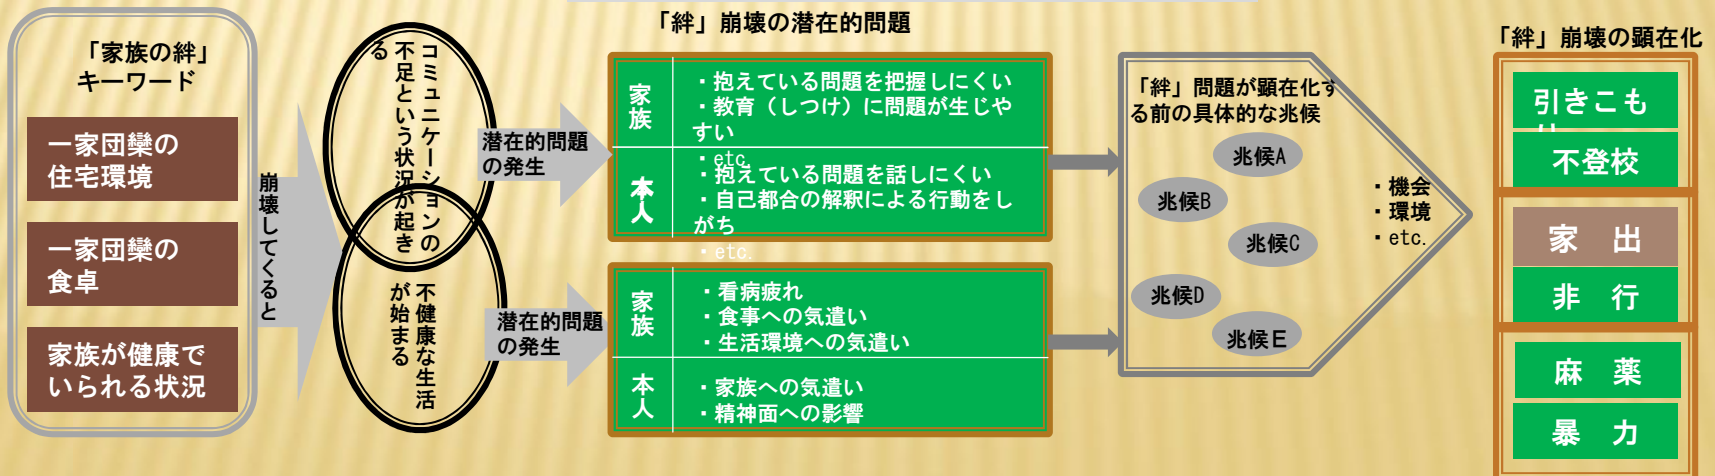 「家族の絆」
キーワード
一家団欒の
住宅環境
一家団欒の
食卓
家族が健康で
いられる状況
崩壊してくると
コミュニケーションの
不足という状況が起き
る
不健康な生活
が始まる
潜在的問題
の発生
潜在的問題
の発生
「絆」崩壊の潜在的問題
家族
・抱えている問題を把握しにくい
・教育（しつけ）に問題が生じや
すい
・etc.
本人
・抱えている問題を話しにくい
・自己都合の解釈による行動をし
がち
・etc.
家族
・看病疲れ
・食事への気遣い
・生活環境への気遣い
本人
・家族への気遣い
・精神面への影響
「絆」問題が顕在化す
る前の具体的な兆候
兆候A
兆候B
兆候C
兆候D
兆候E
・機会
・環境
・etc.
「絆」崩壊の顕在化
引きこも
不登校
家　出
非　行
麻　薬
暴　力